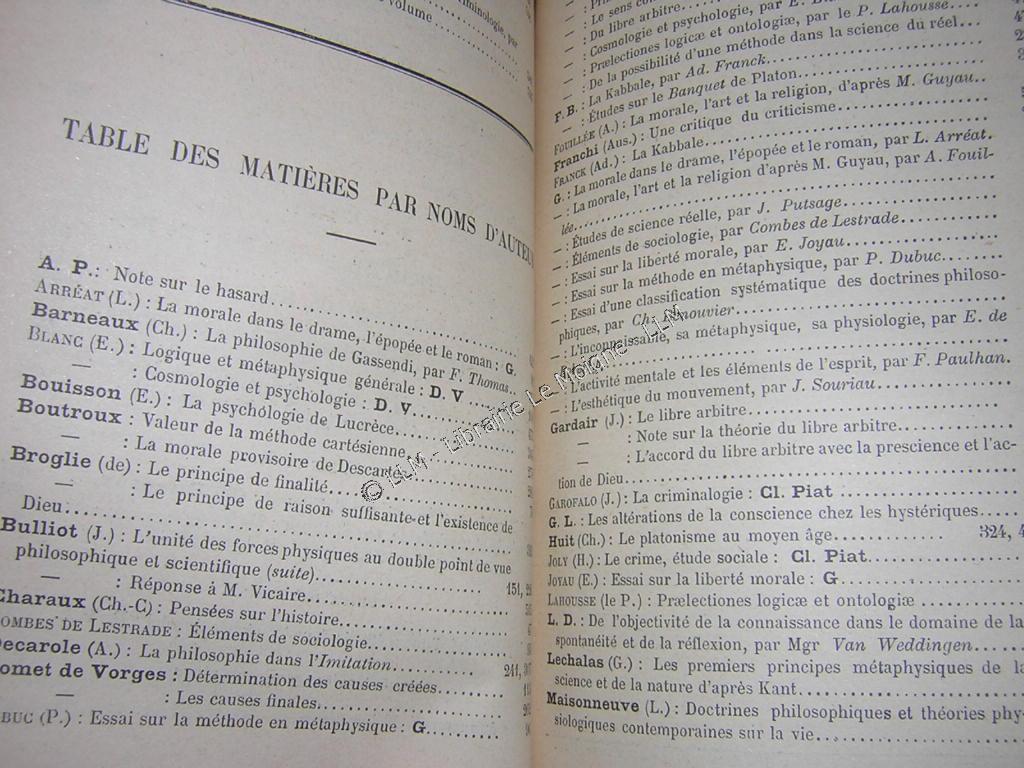 criminologie, par
volume
TABLE DES MATIÈRES PAR NOMS D'AUTEU
A. P.: Note sur le hasard
ARRÉAT (L.) : La morale dans le drame, l'épopée et le roman : G.
Barneaux (Ch.) : La philosophie de Gassendi, par F. Thomas
BLANC (E.) : Logique et métaphysique générale : D. V
— : Cosmologie et psychologie : D. V.
Bouisson (E.) : La psychologie de Lucrèce
Boutroux : Valeur de la méthode cartésienne
— : La morale provisoire de Descartes
Broglie (de) : Le principe de finalité
— : Le principe de raison suffisante et l'existence de
Dieu
Bulliot (J.) : L'unité des forces physiques au double point de vue
philosophique et scientifique (suite) 151,
— : Réponse à M. Vicaire
Charaux (Ch.-C) : Pensées sur l'histoire
OMBES DE LESTRADE : Éléments de sociologie
Decarole (A.) : La philosophie dans l'Imitation 241,
omet de Vorges : Détermination des causes créées
— : Les causes finales
BUC (P.) : Essai sur la méthode en métaphysique : G
— : Le sens
— : Du libre arbitre
— : Cosmologie et psychologie, par E.
— : Prælectiones logicæ et ontologiæ, par le P. Lahousse
— : De la possibilité d'une méthode dans la science du réel
F. B. : La Kabbale, par Ad. Franck
— : Études sur le Banquet de Platon
FOUILLÉE (A.) : La morale, l'art et la religion, d'après M. Guyau
Franchi (Aus.) : Une critique du criticisme
FRANCK (Ad.) : La Kabbale
G. : La morale dans le drame, l'épopée et le roman, par L. Arréat.
— : La morale, l'art et la religion d'après M. Guyau, par A. Fouil-
lée
— : Études de science réelle, par J. Putsage
— : Éléments de sociologie, par Combes de Lestrade
— : Essai sur la liberté morale, par E. Joyau
— : Essai sur la méthode en métaphysique, par P. Dubuc
— : Essai d'une classification systématique des doctrines philoso-
phiques, par Ch. Renouvier
— : L'inconnaissable, sa métaphysique, sa physiologie, par E. de
— : L'activité mentale et les éléments de l'esprit, par F. Paulhan.
— : L'esthétique du mouvement, par J. Souriau
Gardair (J.) : Le libre arbitre
— : Note sur la théorie du libre arbitre
— : L'accord du libre arbitre avec la prescience et l'ac-
tion de Dieu
GAROFALO (J.) : La criminalogie : Cl. Piat
G. L. : Les altérations de la conscience chez les hystériques
Huit (Ch.) : Le platonisme au moyen âge 324, 4
JOLY (H.) : Le crime, étude sociale : Cl. Piat
JOYAU (E.) : Essai sur la liberté morale : G
LAHOUSSE (le P.) : Prælectiones logicæ et ontologiæ
L. D. : De l'objectivité de la connaissance dans le domaine de la
spontanéité et de la réflexion, par Mgr Van Weddingen
Lechalas (G.) : Les premiers principes métaphysiques de la
science et de la nature d'après Kant
Maisonneuve (L.) : Doctrines philosophiques et théories phy-
siologiques contemporaines sur la vie
© LLM - Librairie Le Moigne - LLM